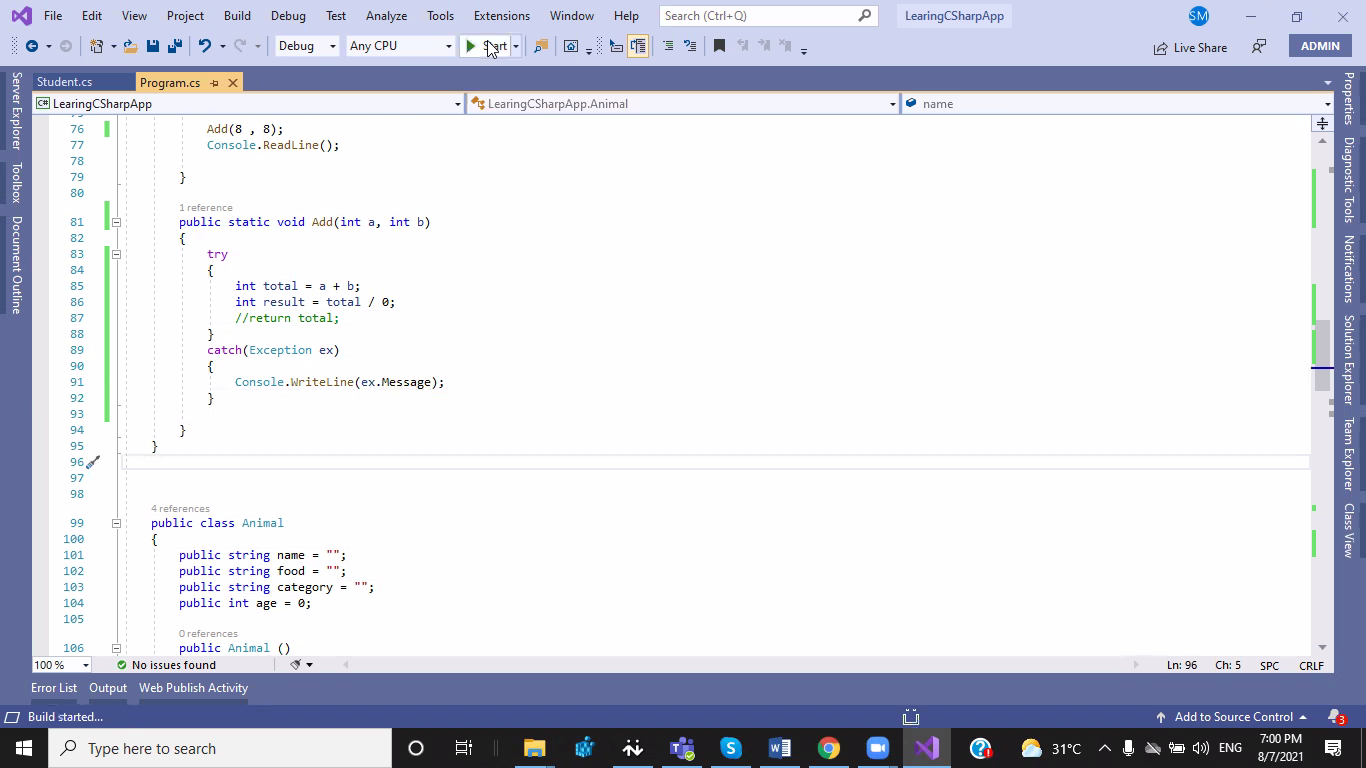 File Edit View Project Build Debug Test Analyze Tools Extensions Window Help Search (Ctrl+Q) LearingCSharpApp SM
Debug Any CPU Start Live Share ADMIN
Student.cs Program.cs
LearingCSharpApp LearingCSharpApp.Animal name
76 Add(8 , 8);
77 Console.ReadLine();
78
79 }
80
1 reference
81 public static void Add(int a, int b)
82 {
83 try
84 {
85 int total = a + b;
86 int result = total / 0;
87 //return total;
88 }
89 catch(Exception ex)
90 {
91 Console.WriteLine(ex.Message);
92 }
93
94 }
95 }
96
97
98
4 references
99 public class Animal
100 {
101 public string name = "";
102 public string food = "";
103 public string category = "";
104 public int age = 0;
105
0 references
106 public Animal ()
100 % No issues found Ln: 96 Ch: 5 SPC CRLF
Error List Output Web Publish Activity
Build started... Add to Source Control 3
Type here to search 31°C ENG 7:00 PM
8/7/2021
Server Explorer
Toolbox
Document Outline
Properties
Diagnostic Tools
Notifications
Solution Explorer
Team Explorer
Class View